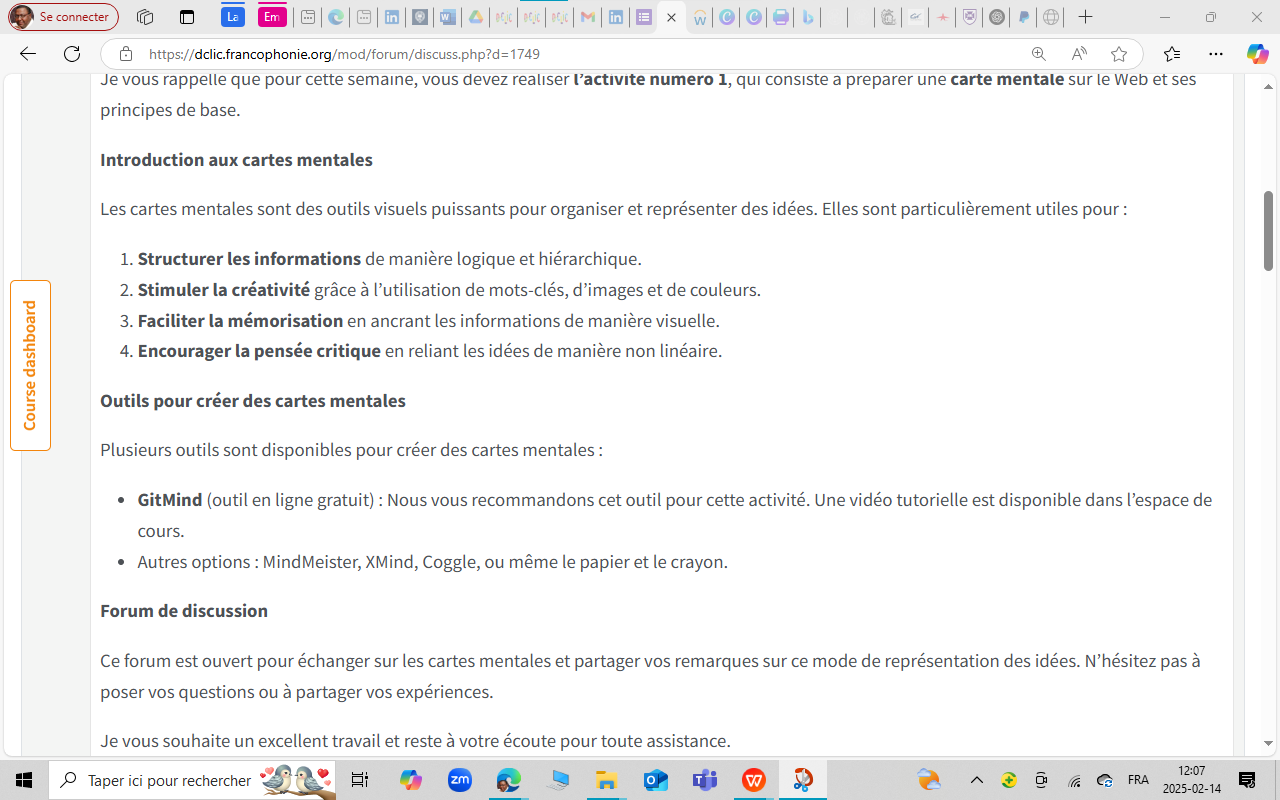 Se connecter
La
Em
https://dclic.francophonie.org/mod/forum/discuss.php?d=1749
Je vous rappelle que pour cette semaine, vous devez réaliser l'activité numéro 1, qui consiste à préparer une carte mentale sur le Web et ses
principes de base.
Introduction aux cartes mentales
Les cartes mentales sont des outils visuels puissants pour organiser et représenter des idées. Elles sont particulièrement utiles pour :
1. Structurer les informations de manière logique et hiérarchique.
2. Stimuler la créativité grâce à l'utilisation de mots-clés, d'images et de couleurs.
3. Faciliter la mémorisation en ancrant les informations de manière visuelle.
4. Encourager la pensée critique en reliant les idées de manière non linéaire.
Course dashboard
Outils pour créer des cartes mentales
Plusieurs outils sont disponibles pour créer des cartes mentales :
• GitMind (outil en ligne gratuit) : Nous vous recommandons cet outil pour cette activité. Une vidéo tutorielle est disponible dans l'espace de
cours.
• Autres options : MindMeister, XMind, Coggle, ou même le papier et le crayon.
Forum de discussion
Ce forum est ouvert pour échanger sur les cartes mentales et partager vos remarques sur ce mode de représentation des idées. N'hésitez pas à
poser vos questions ou à partager vos expériences.
Je vous souhaite un excellent travail et reste à votre écoute pour toute assistance.
Taper ici pour rechercher
zm
FRA
12:07
2025-02-14